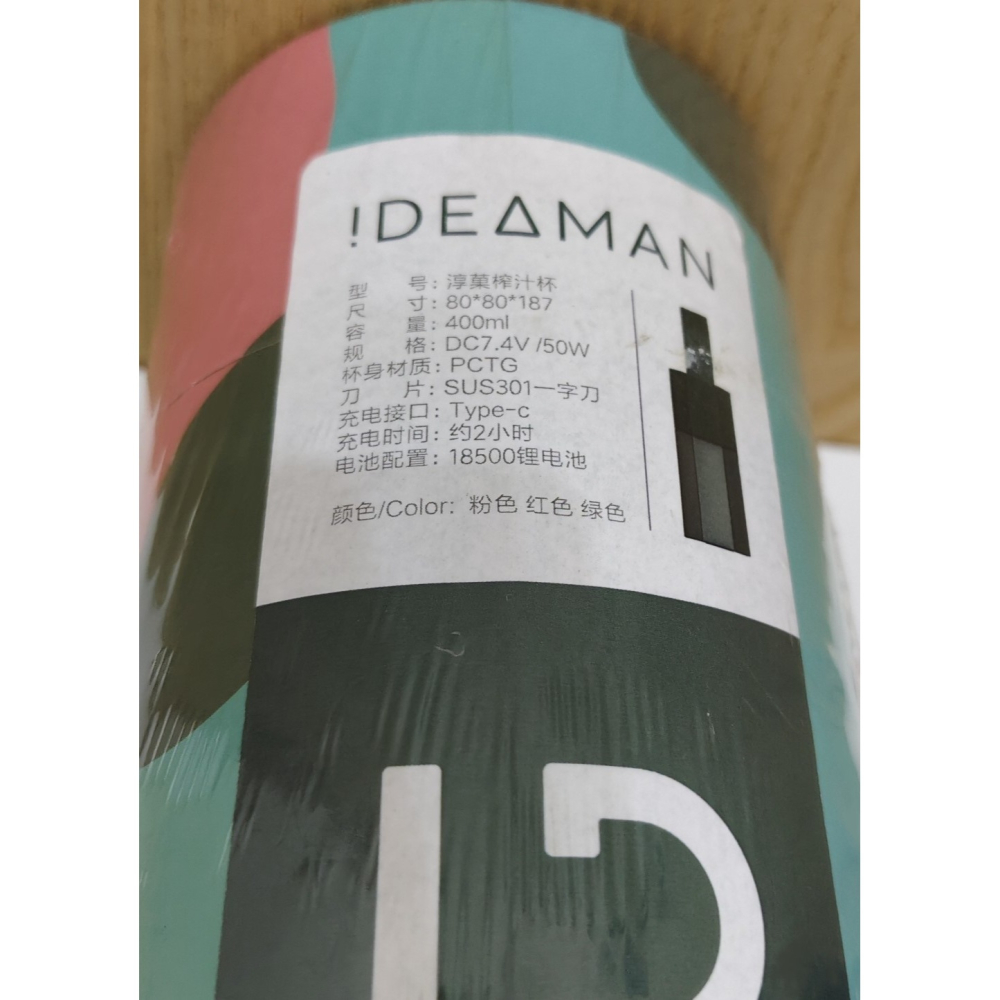 !DEAMAN
型 号：淳菓榨汁杯
尺 寸：80*80*187
容 量：400ml
规 格：DC7.4V /50W
杯身材质：PCTG
刀 片：SUS301一字刀
充电接口：Type-c
充电时间：约2小时
电池配置：18500锂电池
颜色/Color：粉色 红色 绿色
ID